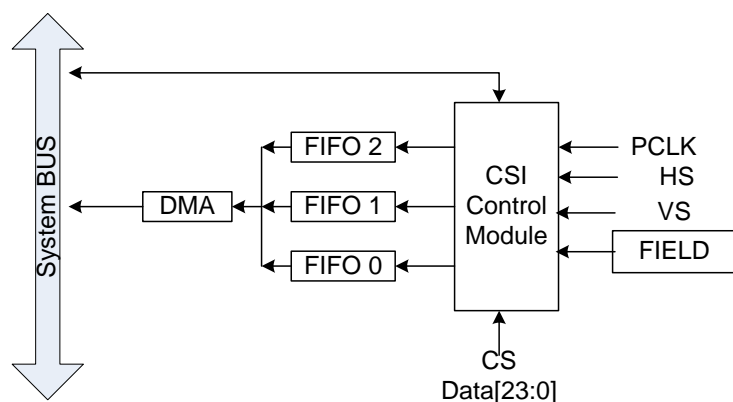 System BUS
DMA
FIFO 2
FIFO 1
FIFO 0
CSI
Control
Module
PCLK
HS
VS
FIELD
CS
Data[23:0]